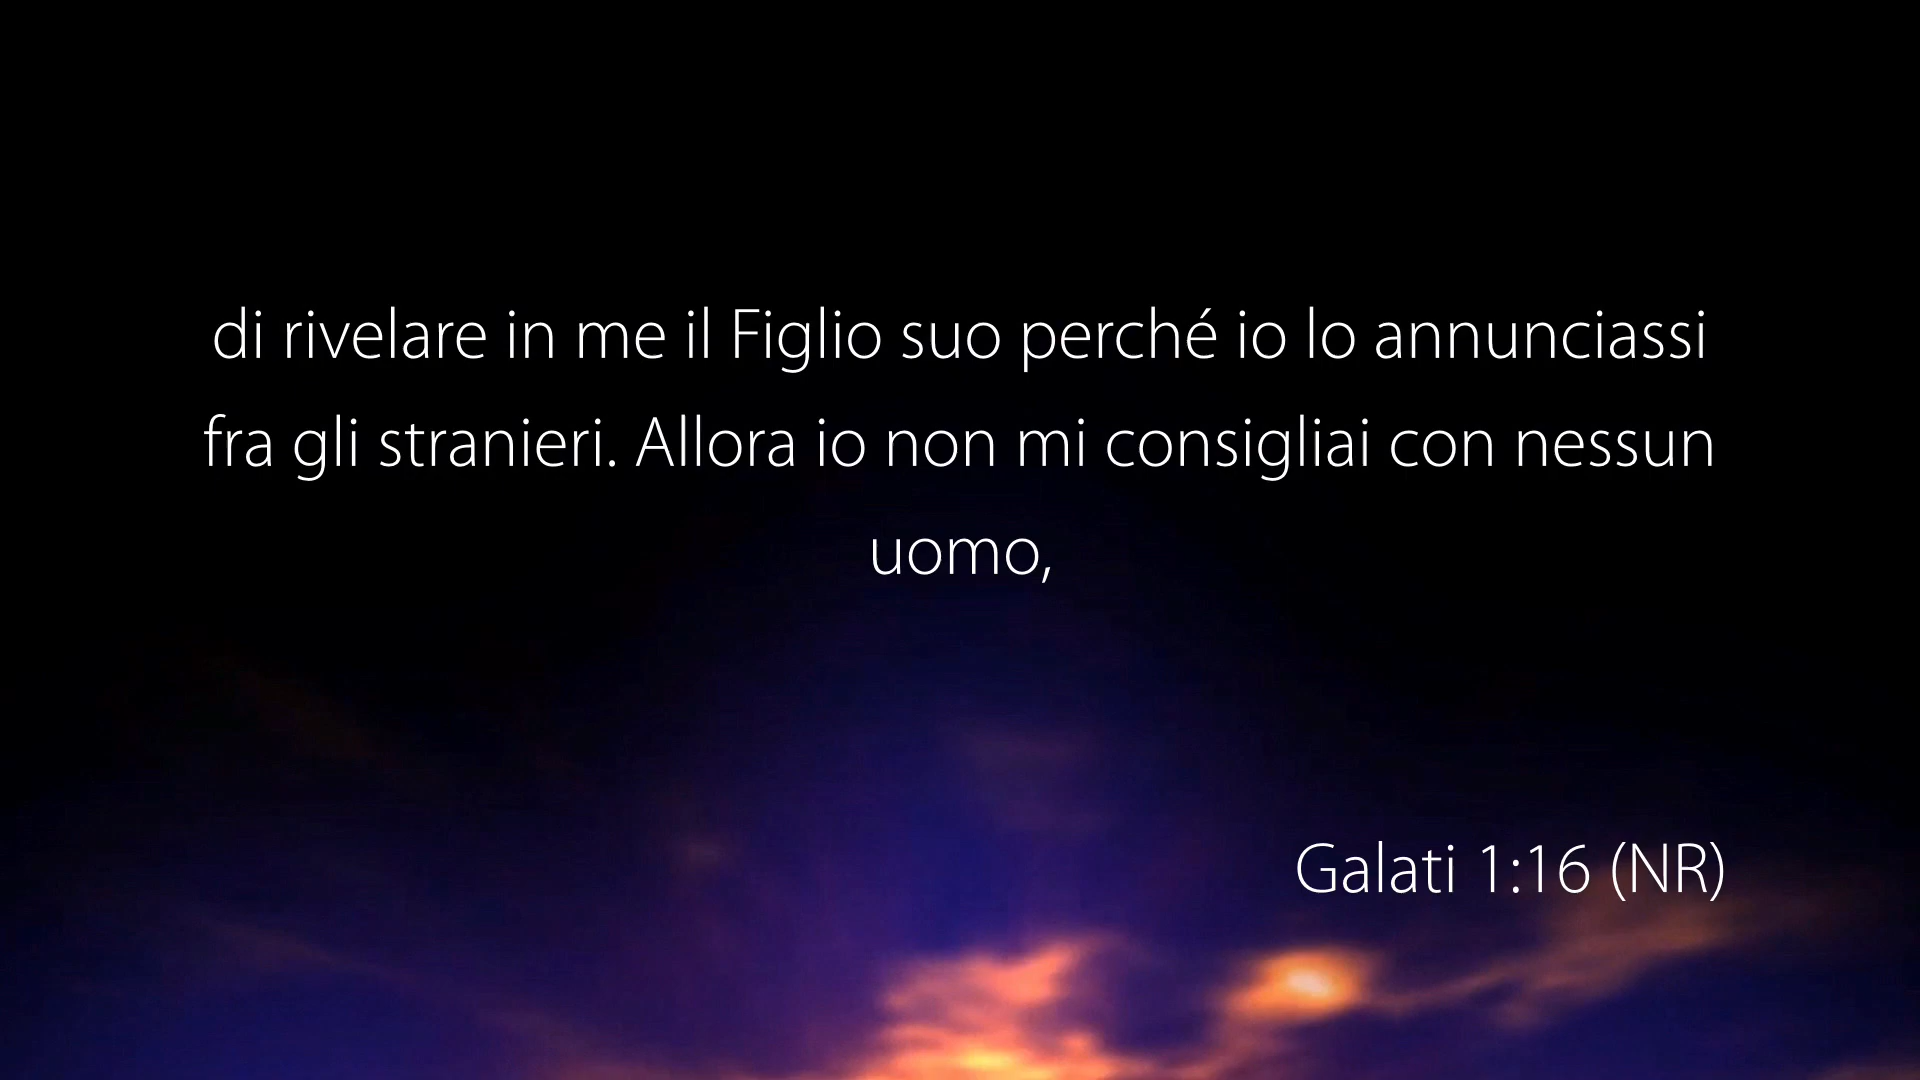 di rivelare in me il Figlio suo perché io lo annunciassi
fra gli stranieri. Allora io non mi consigliai con nessun
uomo,
Galati 1:16 (NR)